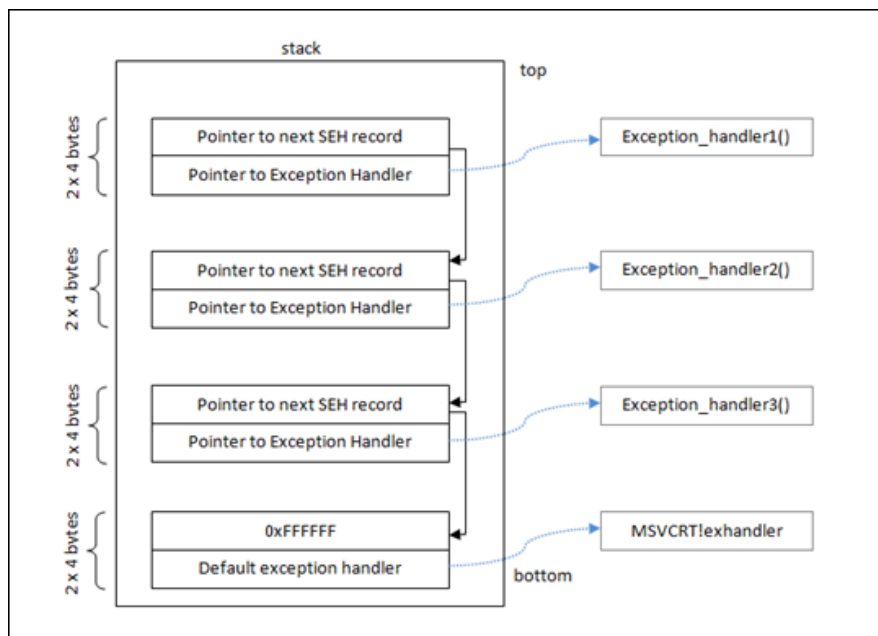 stack
top
2 x 4 bytes
Pointer to next SEH record
Pointer to Exception Handler
Exception_handler1()
2 x 4 bytes
Pointer to next SEH record
Pointer to Exception Handler
Exception_handler2()
2 x 4 bytes
Pointer to next SEH record
Pointer to Exception Handler
Exception_handler3()
2 x 4 bytes
0xFFFFFF
Default exception handler
MSVCRT!exhandler
bottom